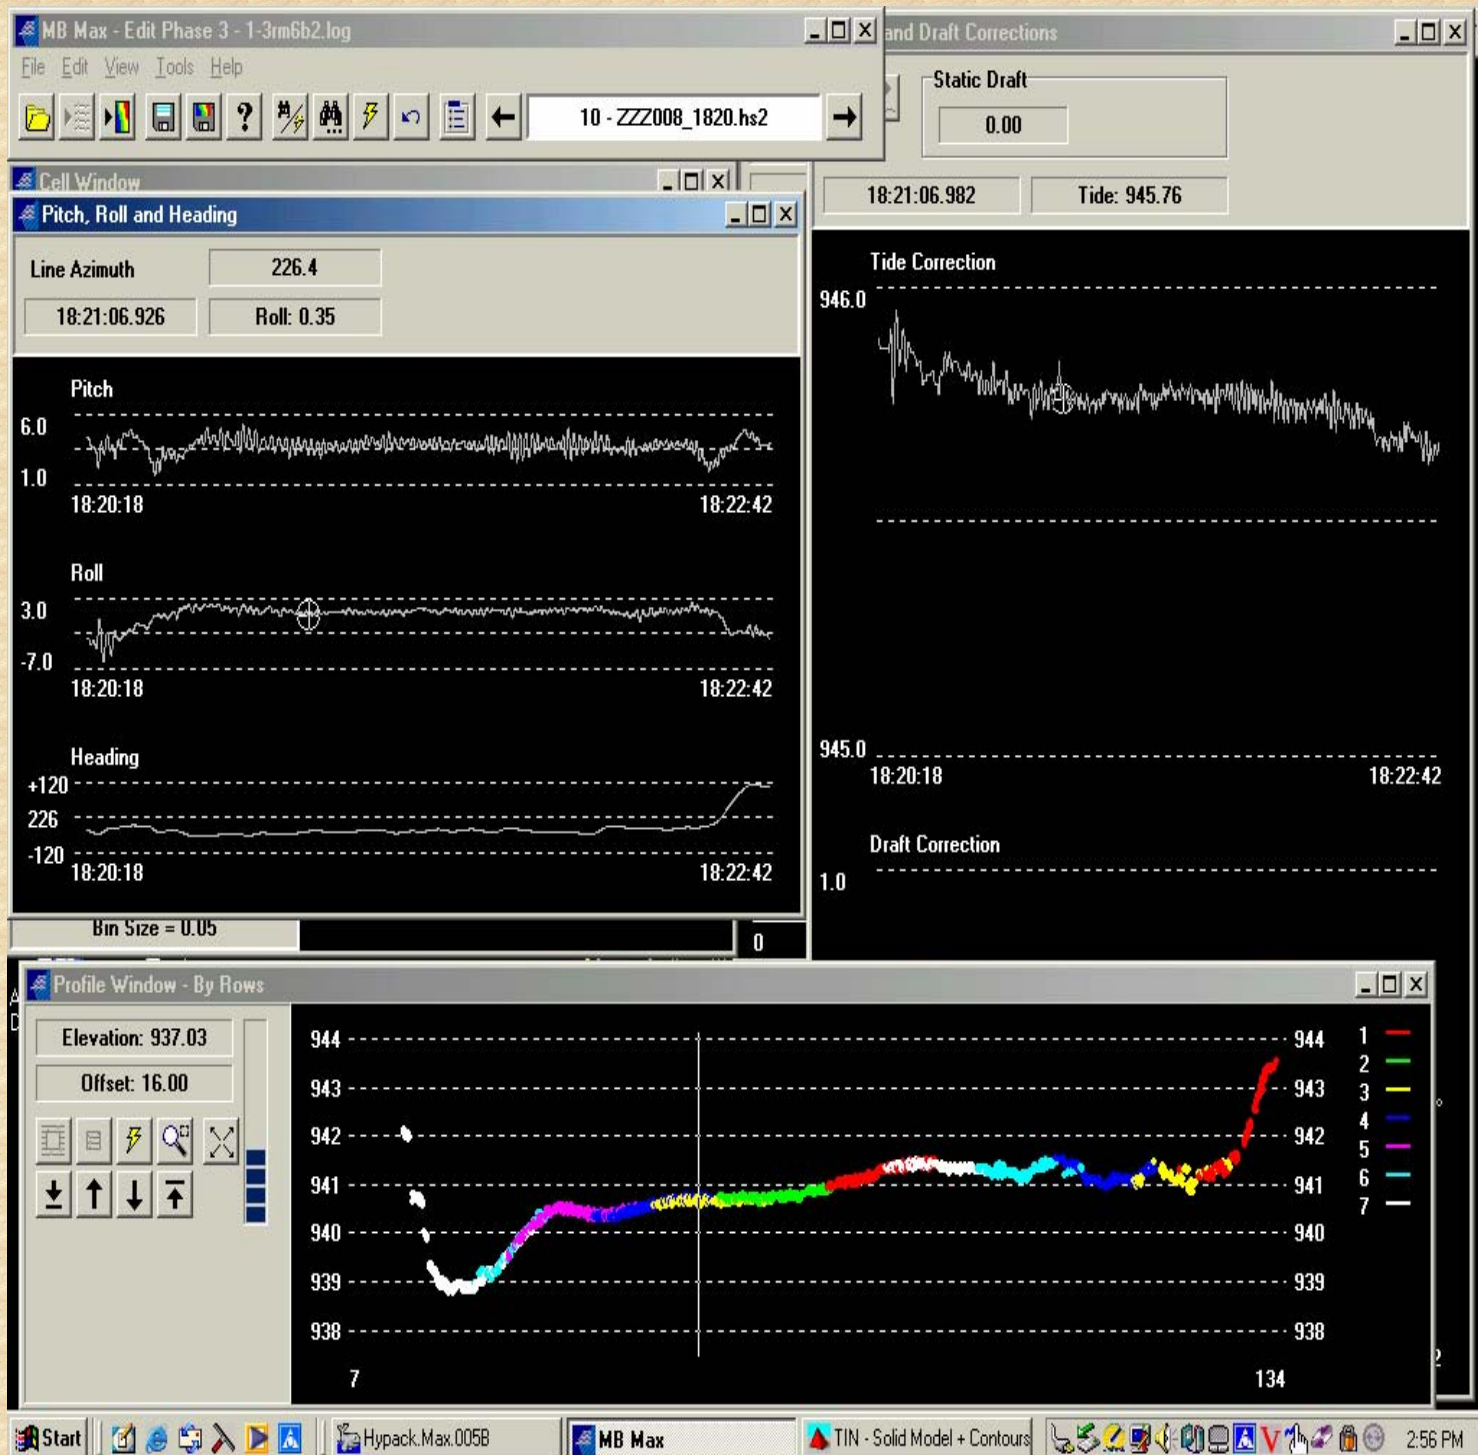 MB Max - Edit Phase 3 - 1-3rm6b2.log
File Edit View Tools Help
10 - ZZZ008_1820.hs2
and Draft Corrections
Static Draft
0.00
18:21:06.982
Tide: 945.76
Tide Correction
946.0
945.0
18:20:18
18:22:42
Draft Correction
1.0
0
Cell Window
Pitch, Roll and Heading
Line Azimuth
226.4
18:21:06.926
Roll: 0.35
Pitch
6.0
1.0
18:20:18
18:22:42
Roll
3.0
-7.0
18:20:18
18:22:42
Heading
+120
226
-120
18:20:18
18:22:42
Bin Size = 0.05
Profile Window - By Rows
Elevation: 937.03
Offset: 16.00
944
943
942
941
940
939
938
944
943
942
941
940
939
938
7
134
1
2
3
4
5
6
7
Start
Hypack.Max.005B
MB Max
TIN - Solid Model + Contours
2:56 PM